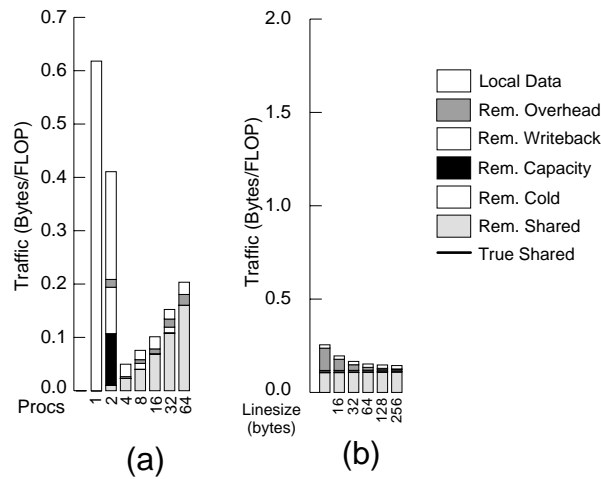 0.7
0.6
0.5
0.4
0.3
0.2
0.1
0.0
Traffic (Bytes/FLOP)
Procs
1
2
4
8
16
32
64
(a)
2.0
1.5
1.0
0.5
0.0
Traffic (Bytes/FLOP)
Linesize
(bytes)
16
32
64
128
256
(b)
Local Data
Rem. Overhead
Rem. Writeback
Rem. Capacity
Rem. Cold
Rem. Shared
True Shared